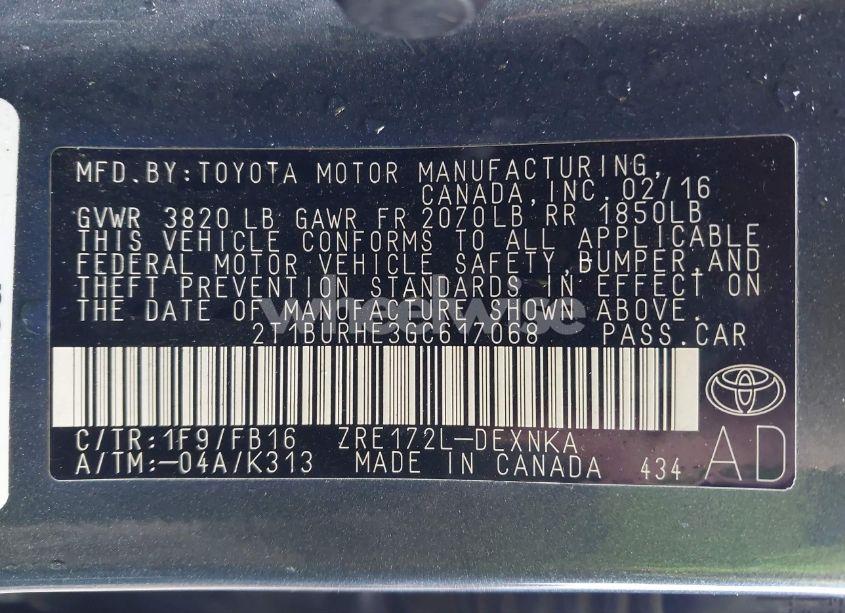 MFD.BY:TOYOTA MOTOR MANUFACTURING,
CANADA,INC.02/16
GVWR 3820 LB GAWR FR 2070LB RR 1850LB
THIS VEHICLE CONFORMS TO ALL APPLICABLE
FEDERAL MOTOR VEHICLE SAFETY,BUMPER,AND
THEFT PREVENTION STANDARDS IN EFFECT ON
THE DATE OF MANUFACTURE SHOWN ABOVE.
wheelwise
2T1BURHE3GC617068 PASS.CAR
C/TR:1F9/FB16 ZRE172L-DEXNKA
A/TM:-04A/K313 MADE IN CANADA 434
AD